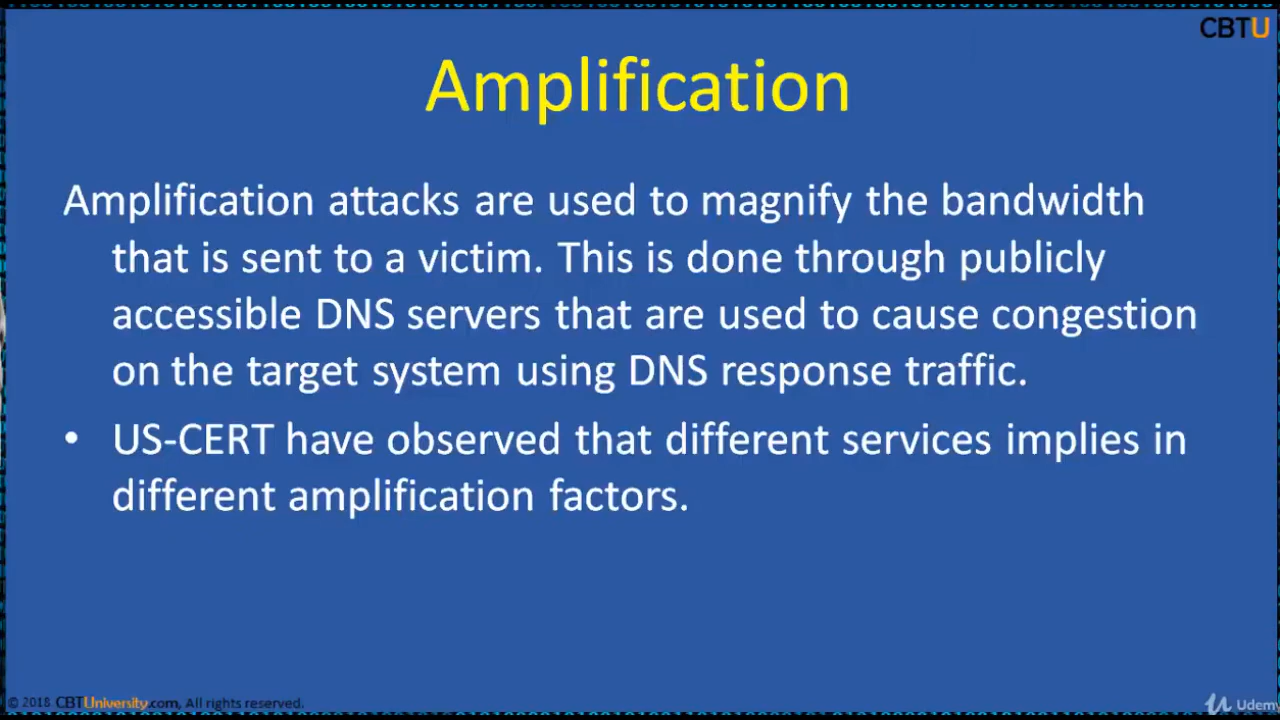 CBTU
Amplification
Amplification attacks are used to magnify the bandwidth
that is sent to a victim. This is done through publicly
accessible DNS servers that are used to cause congestion
on the target system using DNS response traffic.
• US-CERT have observed that different services implies in
different amplification factors.
© 2018 CBTUniversity.com, All rights reserved.
Udemy